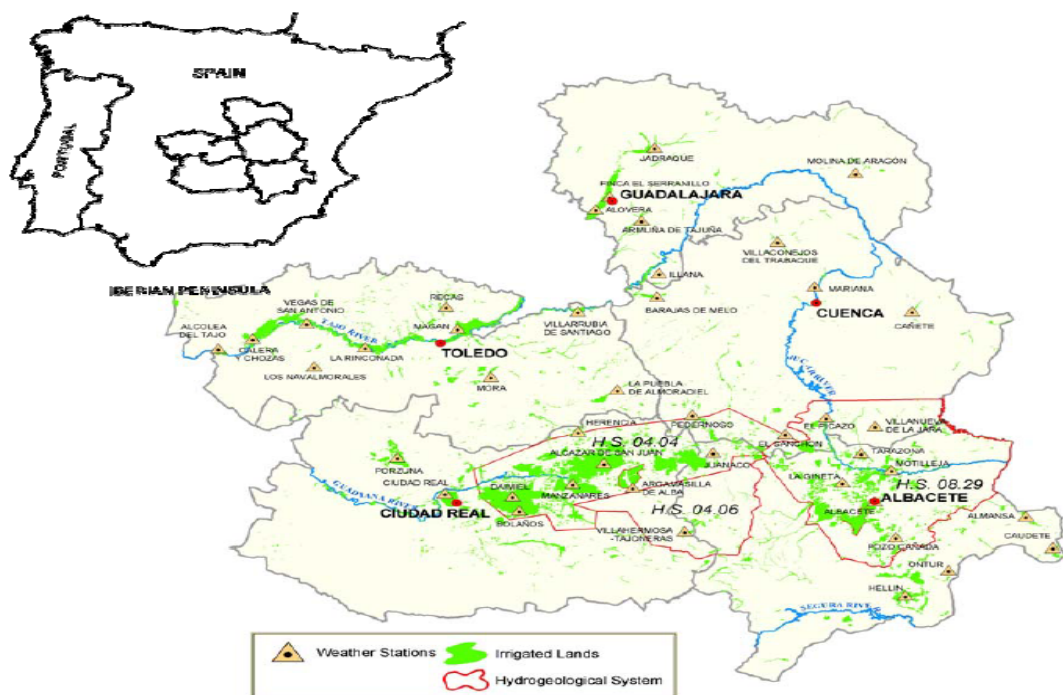 SPAIN
PORTUGAL
IBERIAN PENINSULA
JADRAQUE
MOLINA DE ARAGON
FINCA EL SERRANILLO
GUADALAJARA
ALOVERA
ARMUÑA DE TAJUÑA
VILLACONEJOS
DEL TRABAQUE
ILLANA
MARIANA
BARAJAS DE MELO
CUENCA
CAÑETE
RECAS
VEGAS DE
SAN ANTONIO
TAJO RIVER
MAGAN
VILLARRUBIA
DE SANTIAGO
ALCOLEA
DEL TAJO
CALERA
Y CHOZAS
LA RINCONADA
TOLEDO
LOS NAVALMORALES
MORA
JUCAR RIVER
LA PUEBLA
DE ALMORADIEL
HERENCIA
PEDERNOSO
EL PICAZO
VILLANUEVA
DE LA JARA
EL SANCHON
H.S. 04.04
ALCAZAR DE SAN JUAN
JUANACO
TARAZONA
MOTILLEJA
PORZUNA
CIUDAD REAL
LA GINETA
H.S. 08.29
GUADIANA RIVER
DAIMIEL
MANZANARES
ARGAMASILLA
DE ALBA
ALBACETE
CIUDAD REAL
H.S. 04.06
ALBACETE
BOLAÑOS
ALMANSA
VILLAHERMOSA
-TAJONERAS
POZO CAÑADA
CAUDETE
ONTUR
HELLIN
SEGURA RIVER
Weather Stations
Irrigated Lands
Hydrogeological System